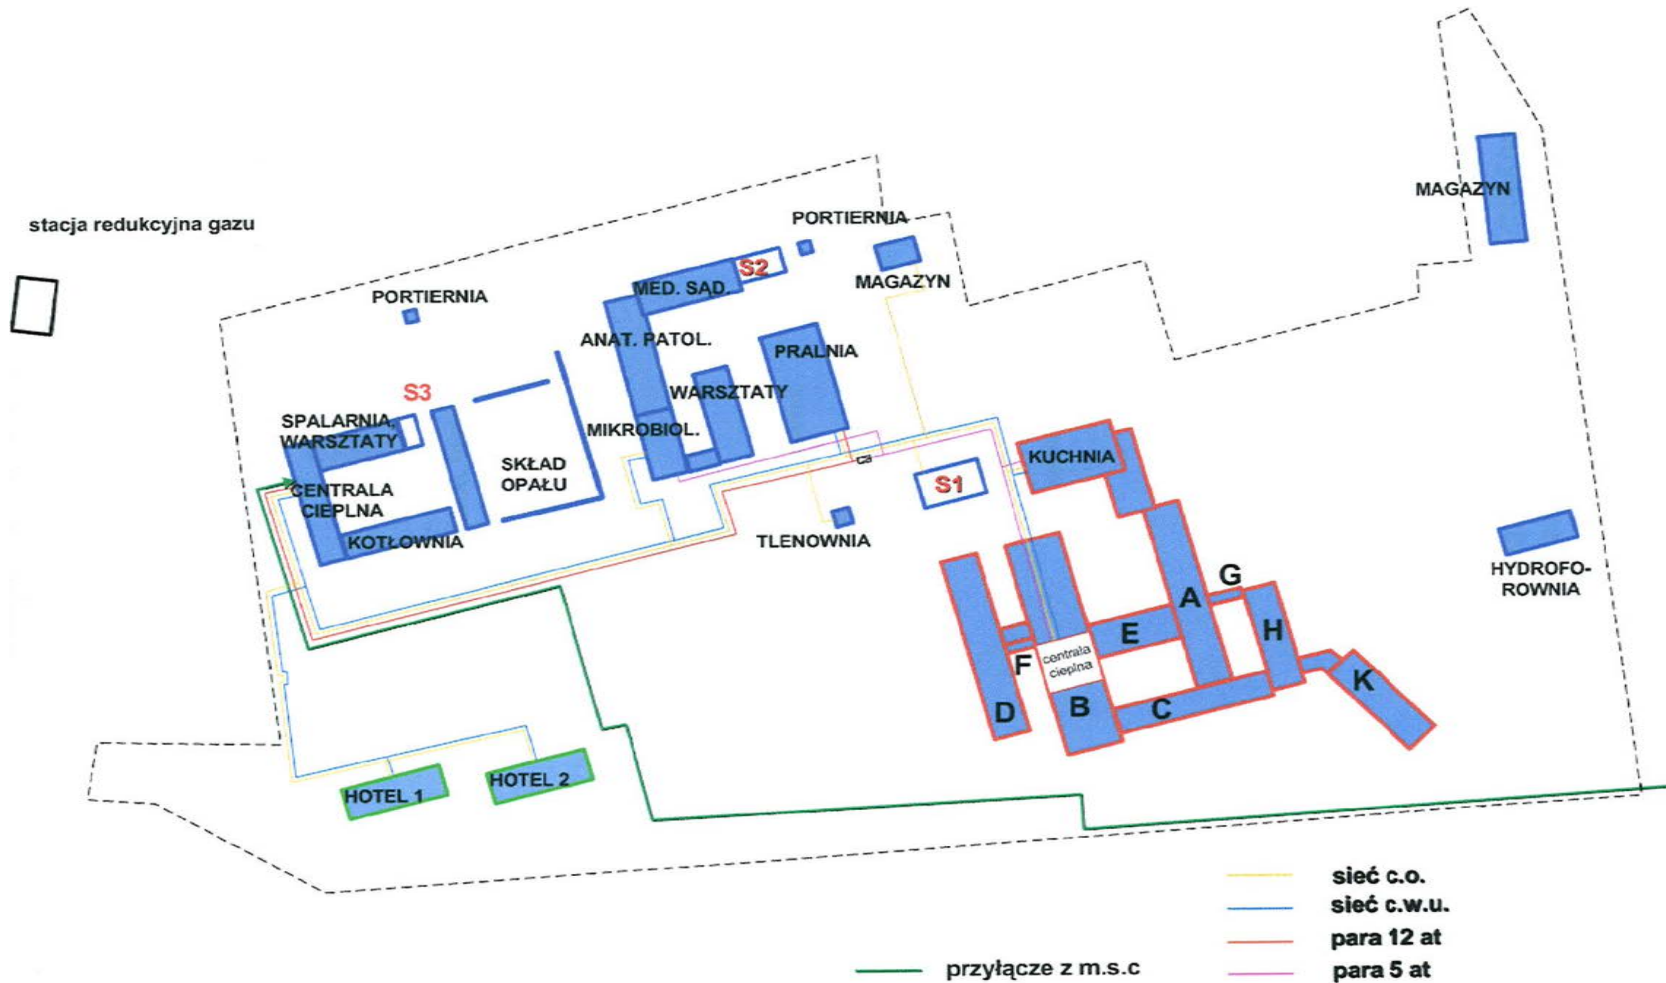 MAGAZYN
stacja redukcyjna gazu
PORTIERNIA
S2
MED. SĄD.
MAGAZYN
PORTIERNIA
ANAT. PATOL.
PRALNIA
S3
WARSZTATY
SPALARNIA,
WARSZTATY
MIKROBIOL.
KUCHNIA
SKŁAD
OPAŁU
S1
CENTRALA
CIEPLNA
KOTŁOWNIA
TLENOWNIA
HYDROFO-
ROWNIA
G
A
E
H
F
centrala
cieplna
K
D
B
C
HOTEL 1
HOTEL 2
sieć c.o.
sieć c.w.u.
para 12 at
przyłącze z m.s.c
para 5 at